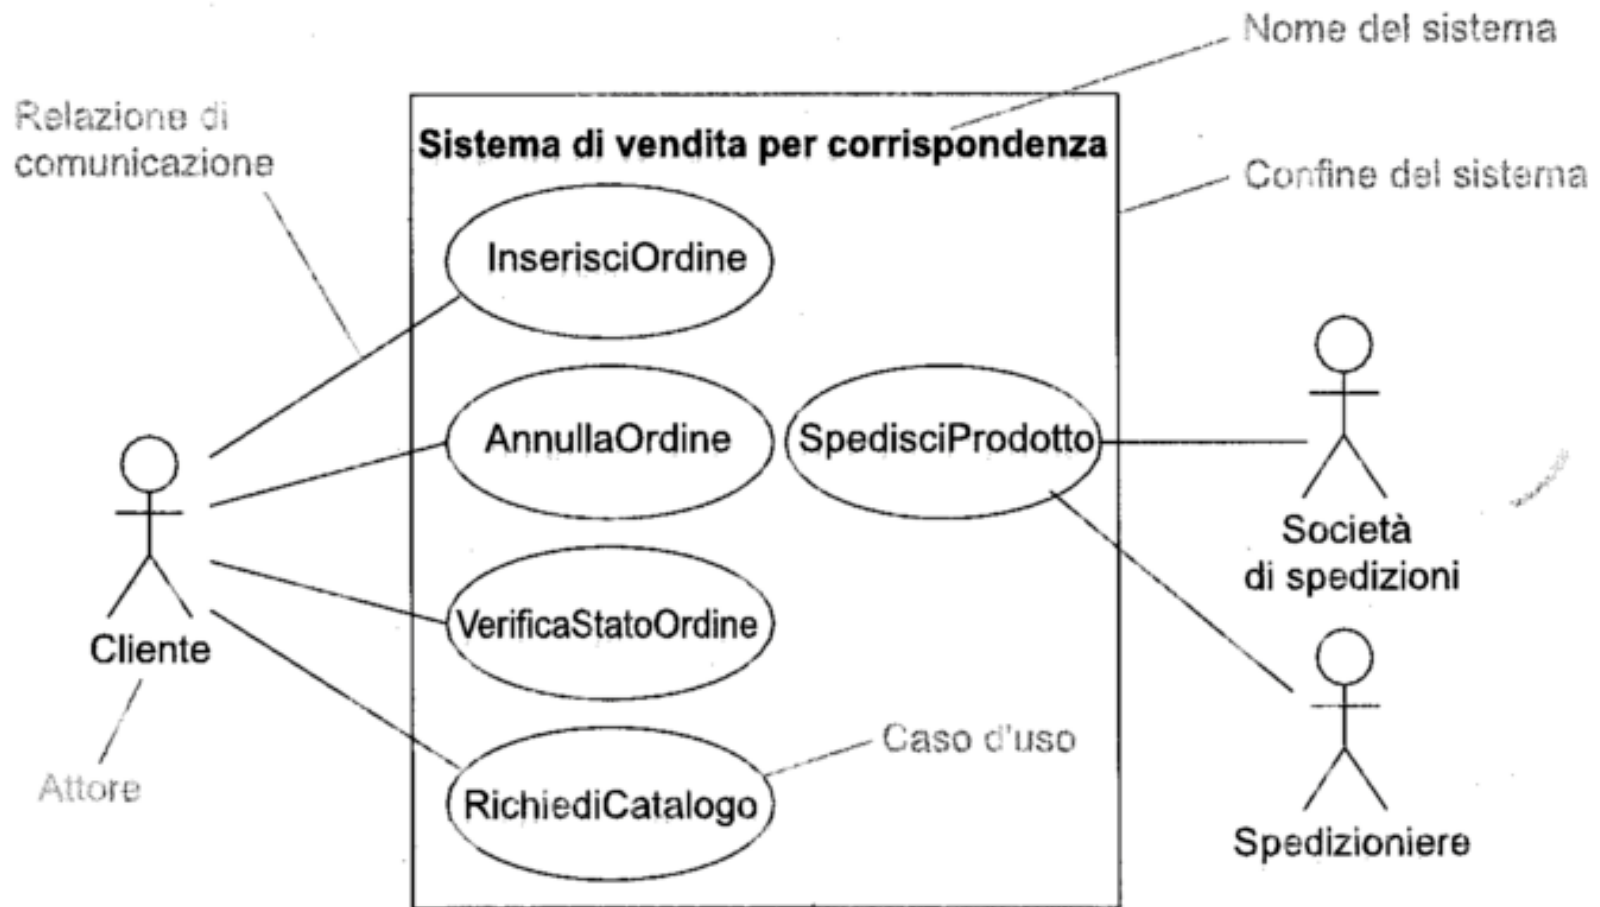 Nome del sistema
Relazione di
comunicazione
Sistema di vendita per corrispondenza
Confine del sistema
InserisciOrdine
AnnullaOrdine
SpedisciProdotto
Società
di spedizioni
VerificaStatoOrdine
Cliente
Caso d'uso
Attore
RichiediCatalogo
Spedizioniere